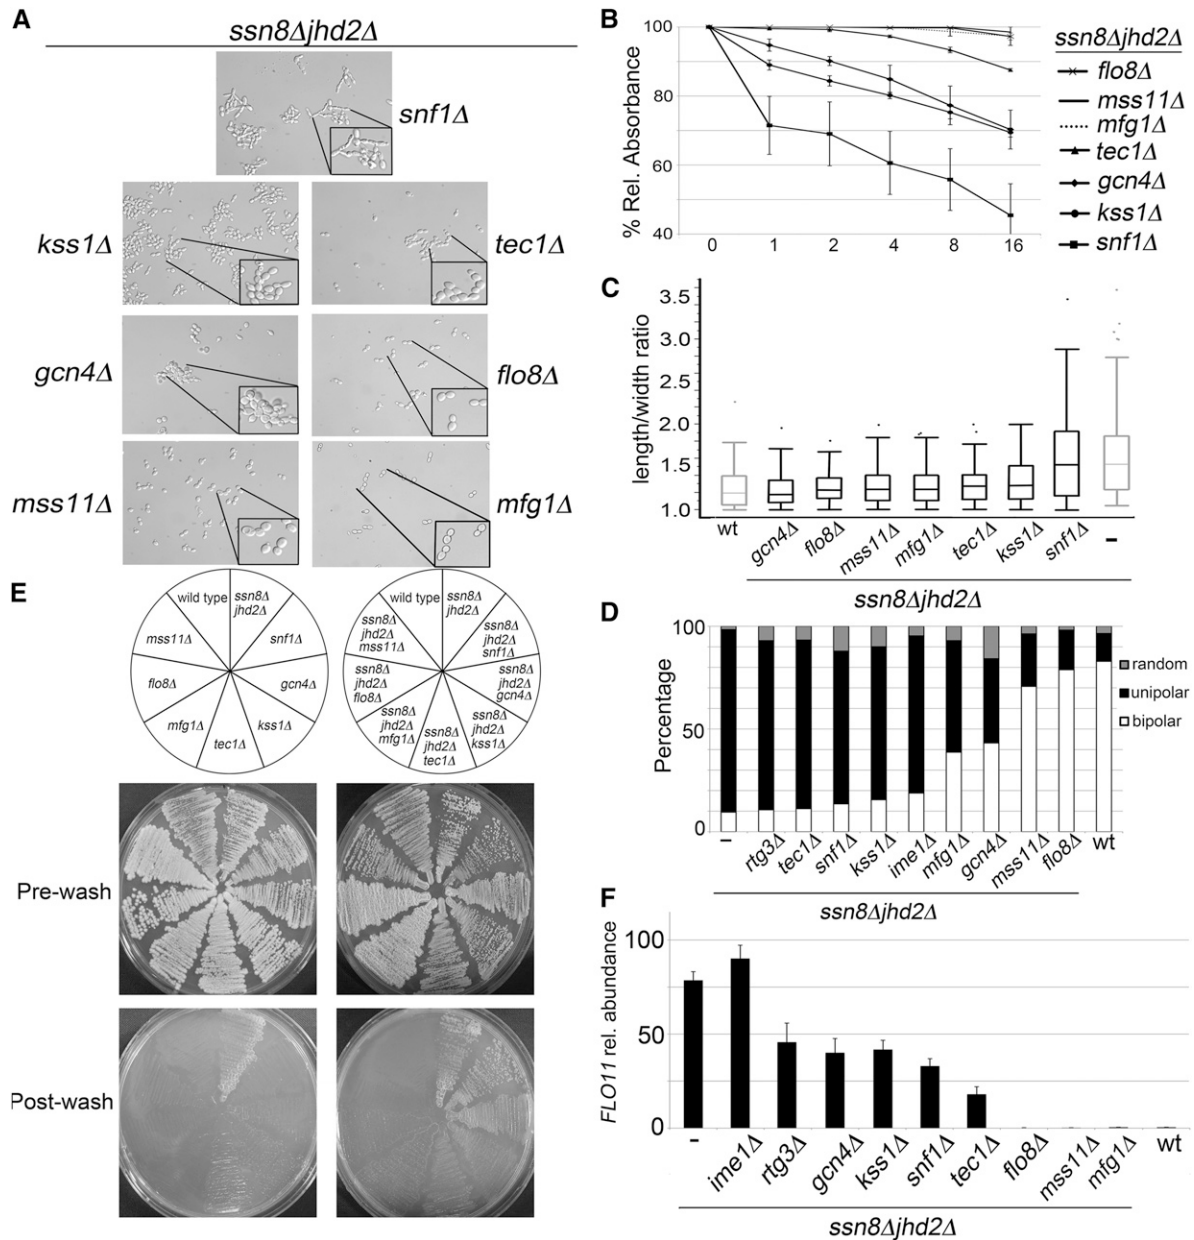 A
ssn8Δjhd2Δ
snf1Δ
kss1Δ
tec1Δ
gcn4Δ
flo8Δ
mss11Δ
mfg1Δ
B
100
80
60
40
% Rel. Absorbance
0 1 2 4 8 16
ssn8Δjhd2Δ
flo8Δ
mss11Δ
mfg1Δ
tec1Δ
gcn4Δ
kss1Δ
snf1Δ
C
3.5
1.0
2.5
2.0
1.5
1.0
length/width ratio
wt gcn4Δ flo8Δ mss11Δ mfg1Δ tec1Δ kss1Δ snf1Δ –
ssn8Δjhd2Δ
D
100
50
0
Percentage
random
unipolar
bipolar
– rtg3Δ tec1Δ snf1Δ kss1Δ ime1Δ mfg1Δ gcn4Δ mss11Δ flo8Δ wt
ssn8Δjhd2Δ
E
wild type
ssn8Δ
jhd2Δ
snf1Δ
gcn4Δ
kss1Δ
tec1Δ
mfg1Δ
flo8Δ
mss11Δ
wild type
ssn8Δ
jhd2Δ
ssn8Δ
jhd2Δ
snf1Δ
ssn8Δ
jhd2Δ
gcn4Δ
ssn8Δ
jhd2Δ
kss1Δ
ssn8Δ
jhd2Δ
tec1Δ
ssn8Δ
jhd2Δ
mfg1Δ
ssn8Δ
jhd2Δ
flo8Δ
ssn8Δ
jhd2Δ
mss11Δ
Pre-wash
Post-wash
F
100
50
0
FLO11 rel. abundance
– ime1Δ rtg3Δ gcn4Δ kss1Δ snf1Δ tec1Δ flo8Δ mss11Δ mfg1Δ wt
ssn8Δjhd2Δ